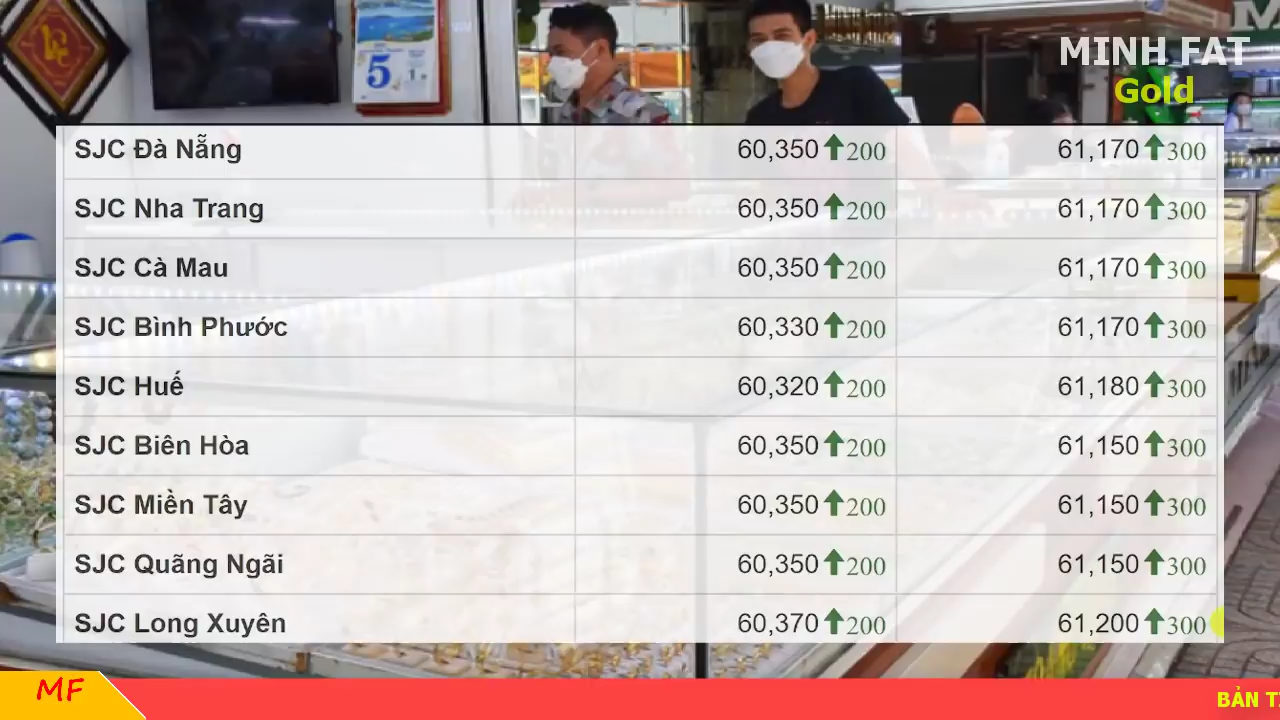 MINH FAT
Gold
5
SJC Đà Nẵng 60,350 200 61,170 300
SJC Nha Trang 60,350 200 61,170 300
SJC Cà Mau 60,350 200 61,170 300
SJC Bình Phước 60,330 200 61,170 300
SJC Huế 60,320 200 61,180 300
SJC Biên Hòa 60,350 200 61,150 300
SJC Miền Tây 60,350 200 61,150 300
SJC Quãng Ngãi 60,350 200 61,150 300
SJC Long Xuyên 60,370 200 61,200 300
MF
BẢN